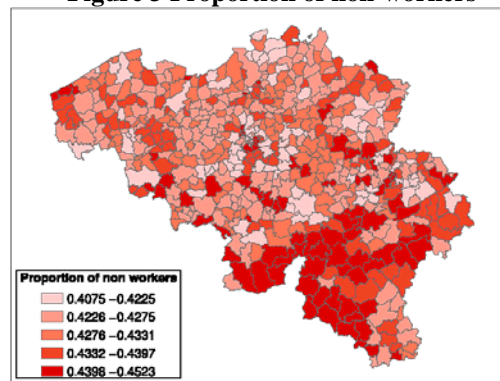 Figure 3 Proportion of non-workers
Proportion of non workers
0.4075 –0.4225
0.4226 –0.4275
0.4276 –0.4331
0.4332 –0.4397
0.4398 –0.4523